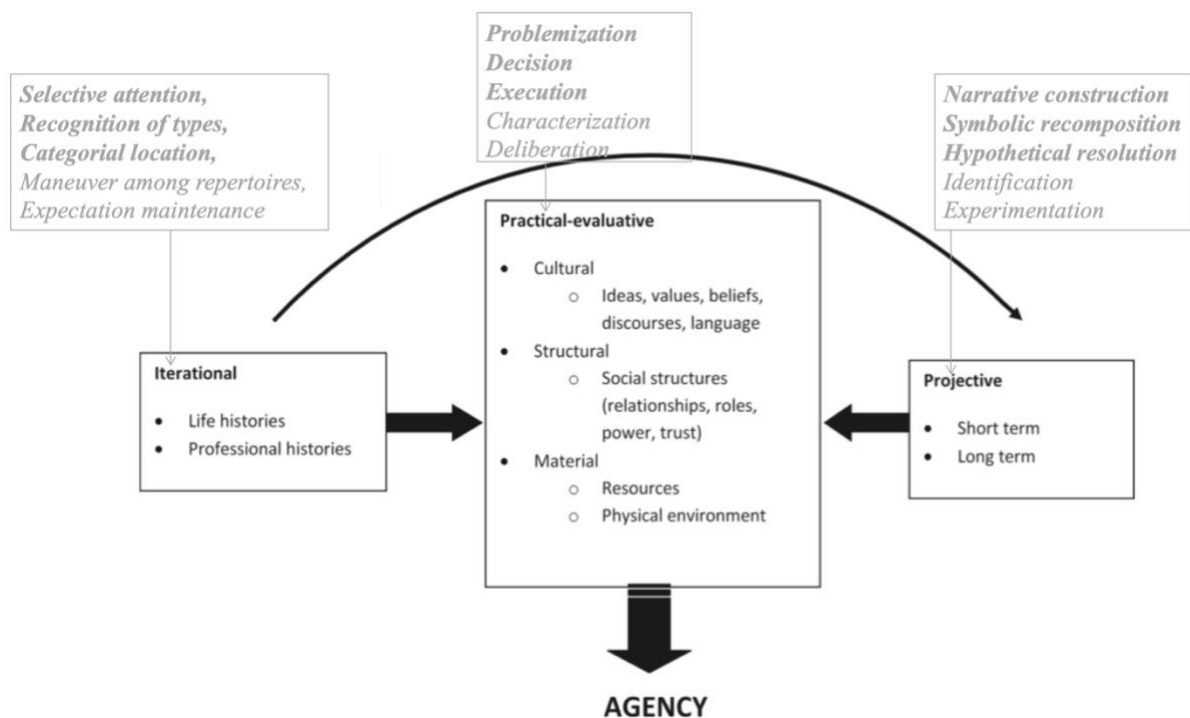 Problemization
Decision
Execution
Characterization
Deliberation
Selective attention,
Recognition of types,
Categorial location,
Maneuver among repertoires,
Expectation maintenance
Narrative construction
Symbolic recomposition
Hypothetical resolution
Identification
Experimentation
Iterational
• Life histories
• Professional histories
Practical-evaluative
• Cultural
o Ideas, values, beliefs,
discourses, language
• Structural
o Social structures
(relationships, roles,
power, trust)
• Material
o Resources
o Physical environment
Projective
• Short term
• Long term
AGENCY